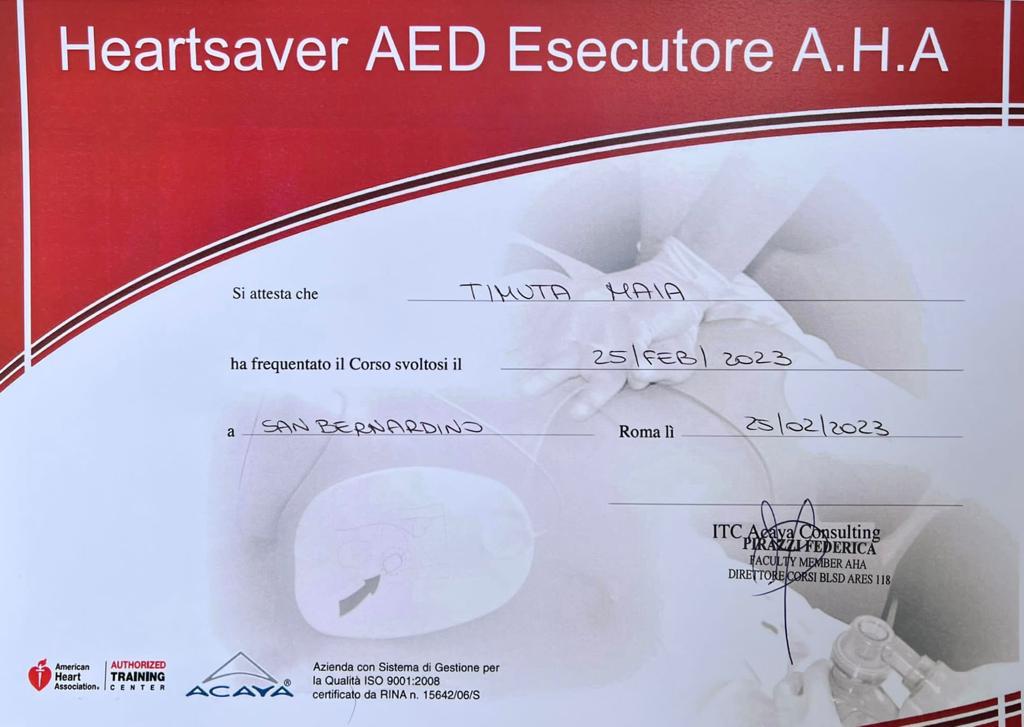 Heartsaver AED Esecutore A.H.A
Si attesta che TIMUTA MAIA
ha frequentato il Corso svoltosi il 25/FEB/2023
a SAN BERNARDINO Roma lì 25/02/2023
ITC Acaya Consulting
PIRAZZI FEDERICA
FACULTY MEMBER AHA
DIRETTORE CORSI BLSD ARES 118
American Heart Association®
AUTHORIZED TRAINING CENTER
ACAYA®
Azienda con Sistema di Gestione per
la Qualità ISO 9001:2008
certificato da RINA n. 15642/06/S